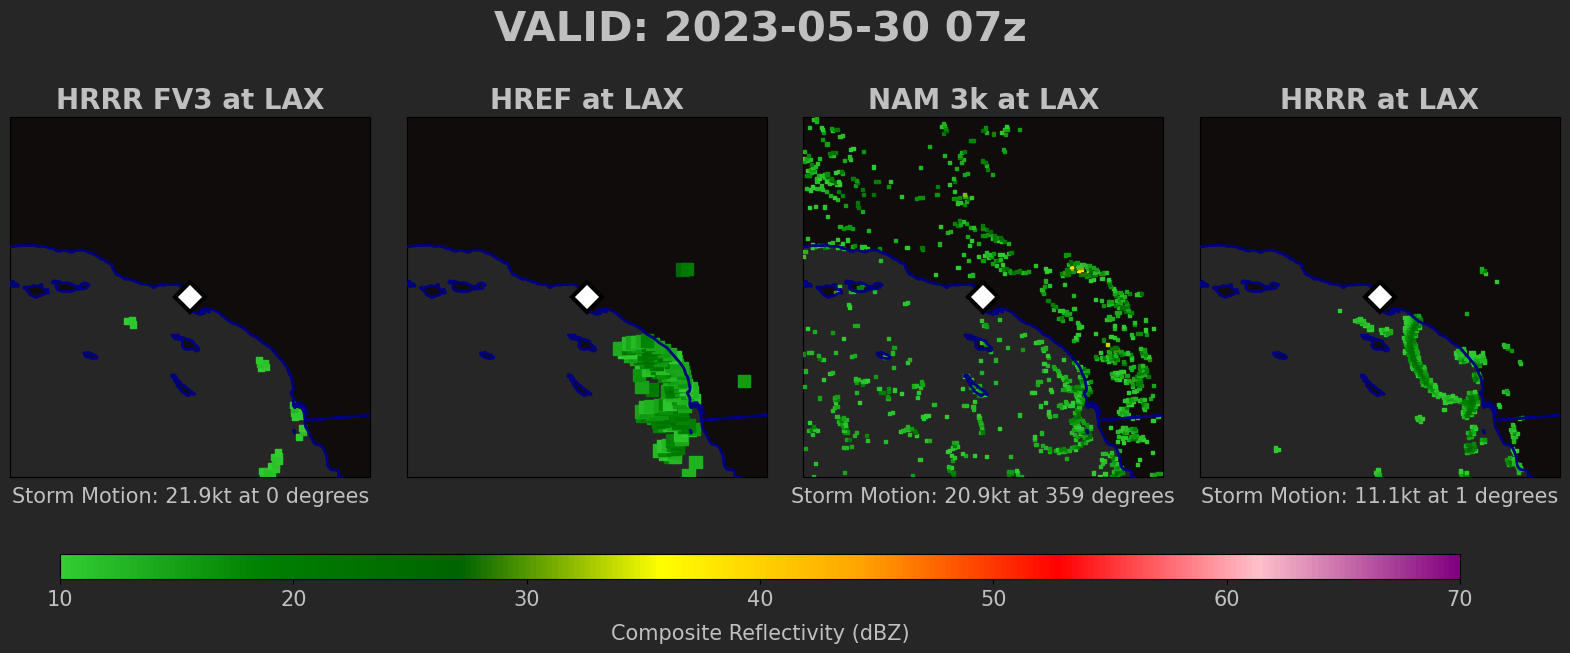 VALID: 2023-05-30 07z
HRRR FV3 at LAX
HREF at LAX
NAM 3k at LAX
HRRR at LAX
Storm Motion: 21.9kt at 0 degrees
Storm Motion: 20.9kt at 359 degrees
Storm Motion: 11.1kt at 1 degrees
10 20 30 40 50 60 70
Composite Reflectivity (dBZ)